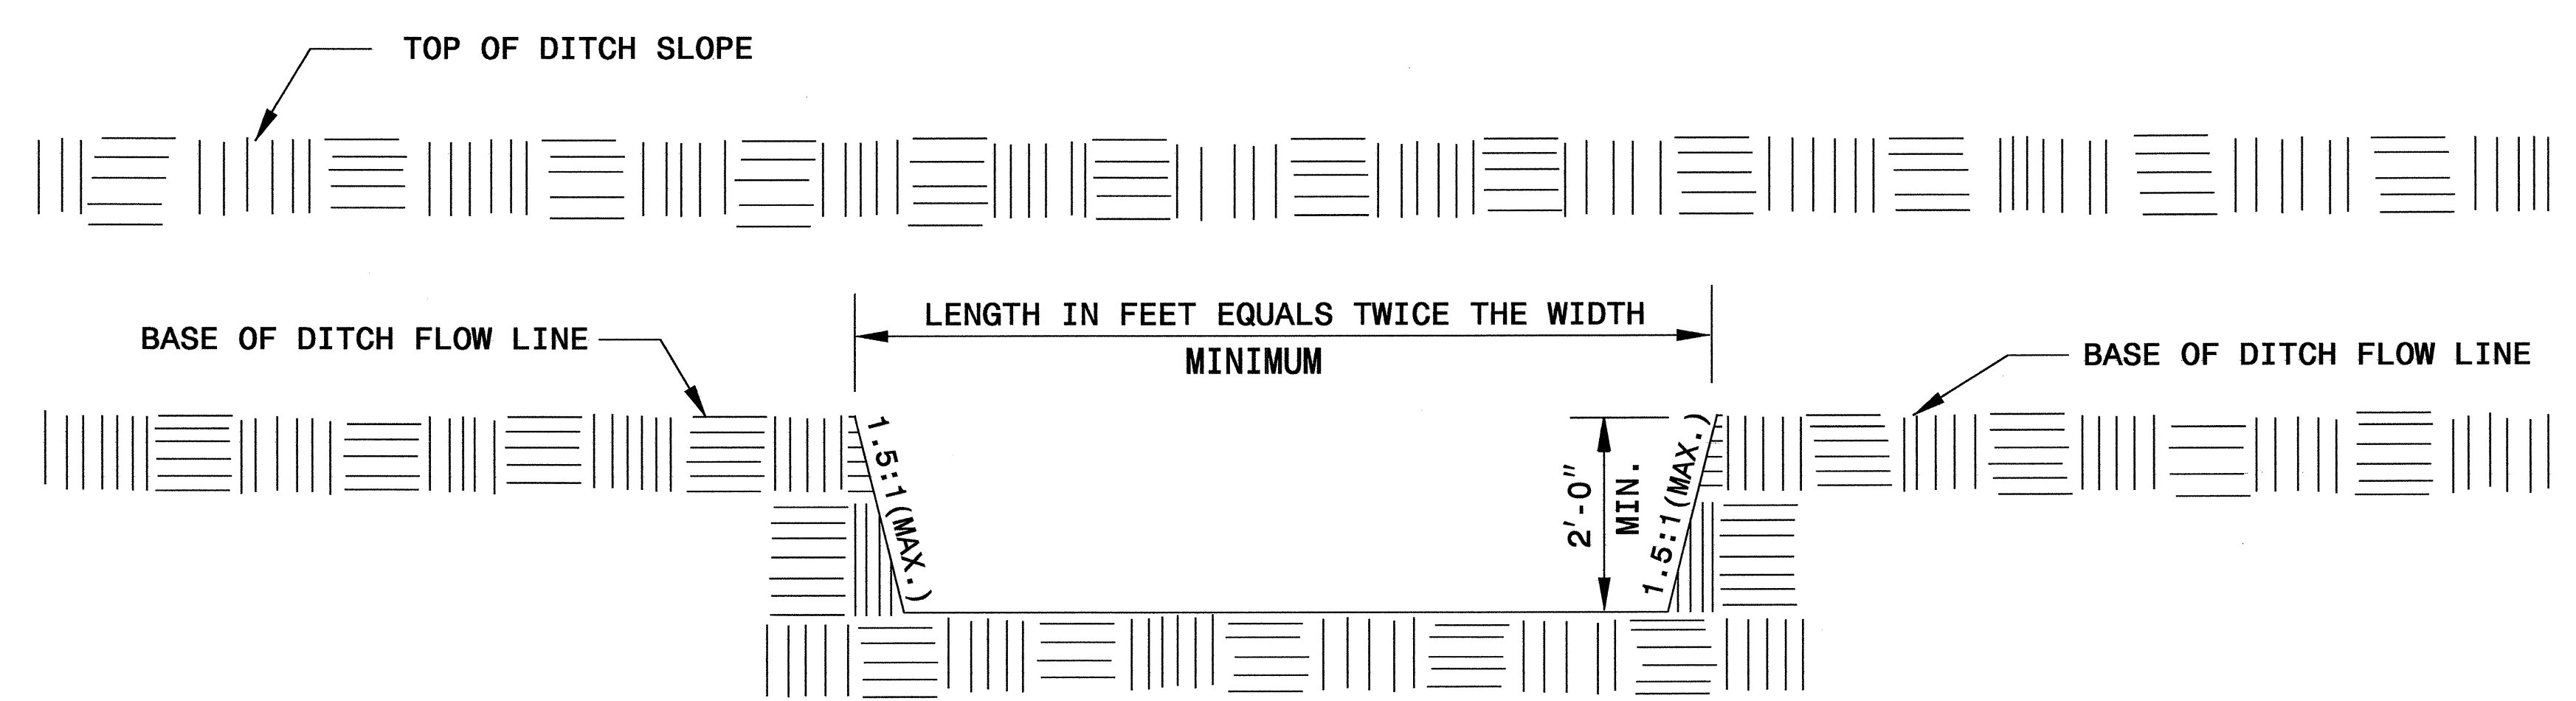 TOP OF DITCH SLOPE
LENGTH IN FEET EQUALS TWICE THE WIDTH
MINIMUM
BASE OF DITCH FLOW LINE
BASE OF DITCH FLOW LINE
1.5:1(MAX.)
2'-0"
MIN.
1.5:1(MAX.)